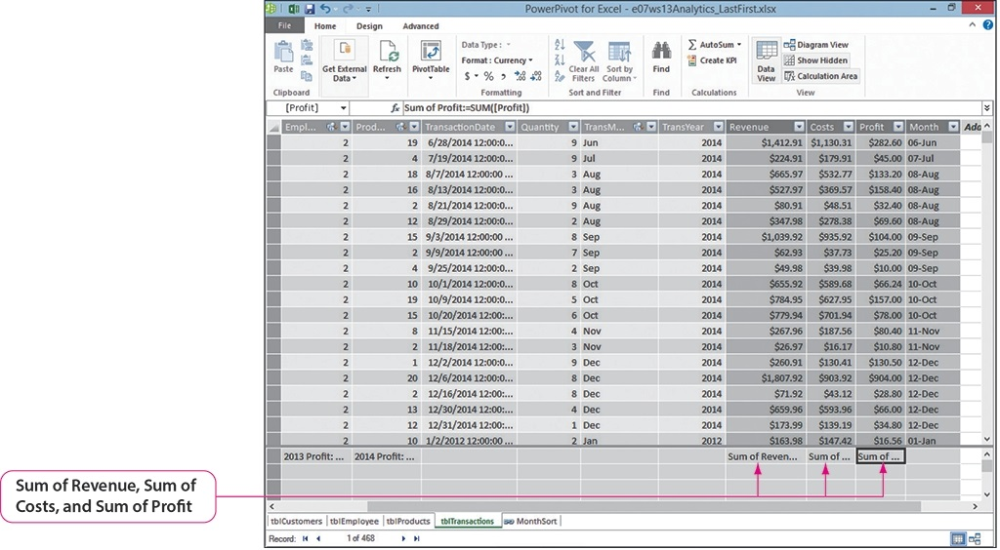 PowerPivot for Excel - e07ws13Analytics_LastFirst.xlsx
File Home Design Advanced
Paste
Clipboard
Get External Data
Refresh
PivotTable
Data Type :
Format : Currency
$ % ,
Formatting
Clear All Filters
Sort by Column
Sort and Filter
Find
Find
Σ AutoSum
Create KPI
Calculations
Data View
Diagram View
Show Hidden
Calculation Area
View
[Profit] fx Sum of Profit:=SUM([Profit])
Empl... Prod... TransactionDate Quantity TransM... TransYear Revenue Costs Profit Month Add
2 19 6/28/2014 12:00:0... 9 Jun 2014 $1,412.91 $1,130.31 $282.60 06-Jun
2 4 7/19/2014 12:00:0... 9 Jul 2014 $224.91 $179.91 $45.00 07-Jul
2 18 8/7/2014 12:00:00 ... 3 Aug 2014 $665.97 $532.77 $133.20 08-Aug
2 16 8/13/2014 12:00:0... 3 Aug 2014 $527.97 $369.57 $158.40 08-Aug
2 2 8/21/2014 12:00:0... 9 Aug 2014 $80.91 $48.51 $32.40 08-Aug
2 12 8/29/2014 12:00:0... 2 Aug 2014 $347.98 $278.38 $69.60 08-Aug
2 15 9/3/2014 12:00:00 ... 8 Sep 2014 $1,039.92 $935.92 $104.00 09-Sep
2 2 9/9/2014 12:00:00 ... 7 Sep 2014 $62.93 $37.73 $25.20 09-Sep
2 4 9/25/2014 12:00:0... 2 Sep 2014 $49.98 $39.98 $10.00 09-Sep
2 10 10/1/2014 12:00:0... 8 Oct 2014 $655.92 $589.68 $66.24 10-Oct
2 19 10/9/2014 12:00:0... 5 Oct 2014 $784.95 $627.95 $157.00 10-Oct
2 15 10/20/2014 12:00:... 6 Oct 2014 $779.94 $701.94 $78.00 10-Oct
2 8 11/15/2014 12:00:... 4 Nov 2014 $267.96 $187.56 $80.40 11-Nov
2 2 11/18/2014 12:00:... 3 Nov 2014 $26.97 $16.17 $10.80 11-Nov
2 1 12/2/2014 12:00:0... 9 Dec 2014 $260.91 $130.41 $130.50 12-Dec
2 20 12/6/2014 12:00:0... 8 Dec 2014 $1,807.92 $903.92 $904.00 12-Dec
2 2 12/16/2014 12:00:... 8 Dec 2014 $71.92 $43.12 $28.80 12-Dec
2 13 12/30/2014 12:00:... 4 Dec 2014 $659.96 $593.96 $66.00 12-Dec
2 12 12/31/2014 12:00:... 1 Dec 2014 $173.99 $139.19 $34.80 12-Dec
2 10 1/2/2012 12:00:00 ... 2 Jan 2012 $163.98 $147.42 $16.56 01-Jan
2013 Profit: ... 2014 Profit: ... Sum of Reven... Sum of ... Sum of ...
Sum of Revenue, Sum of
Costs, and Sum of Profit
tblCustomers tblEmployee tblProducts tblTransactions MonthSort
Record: 1 of 468